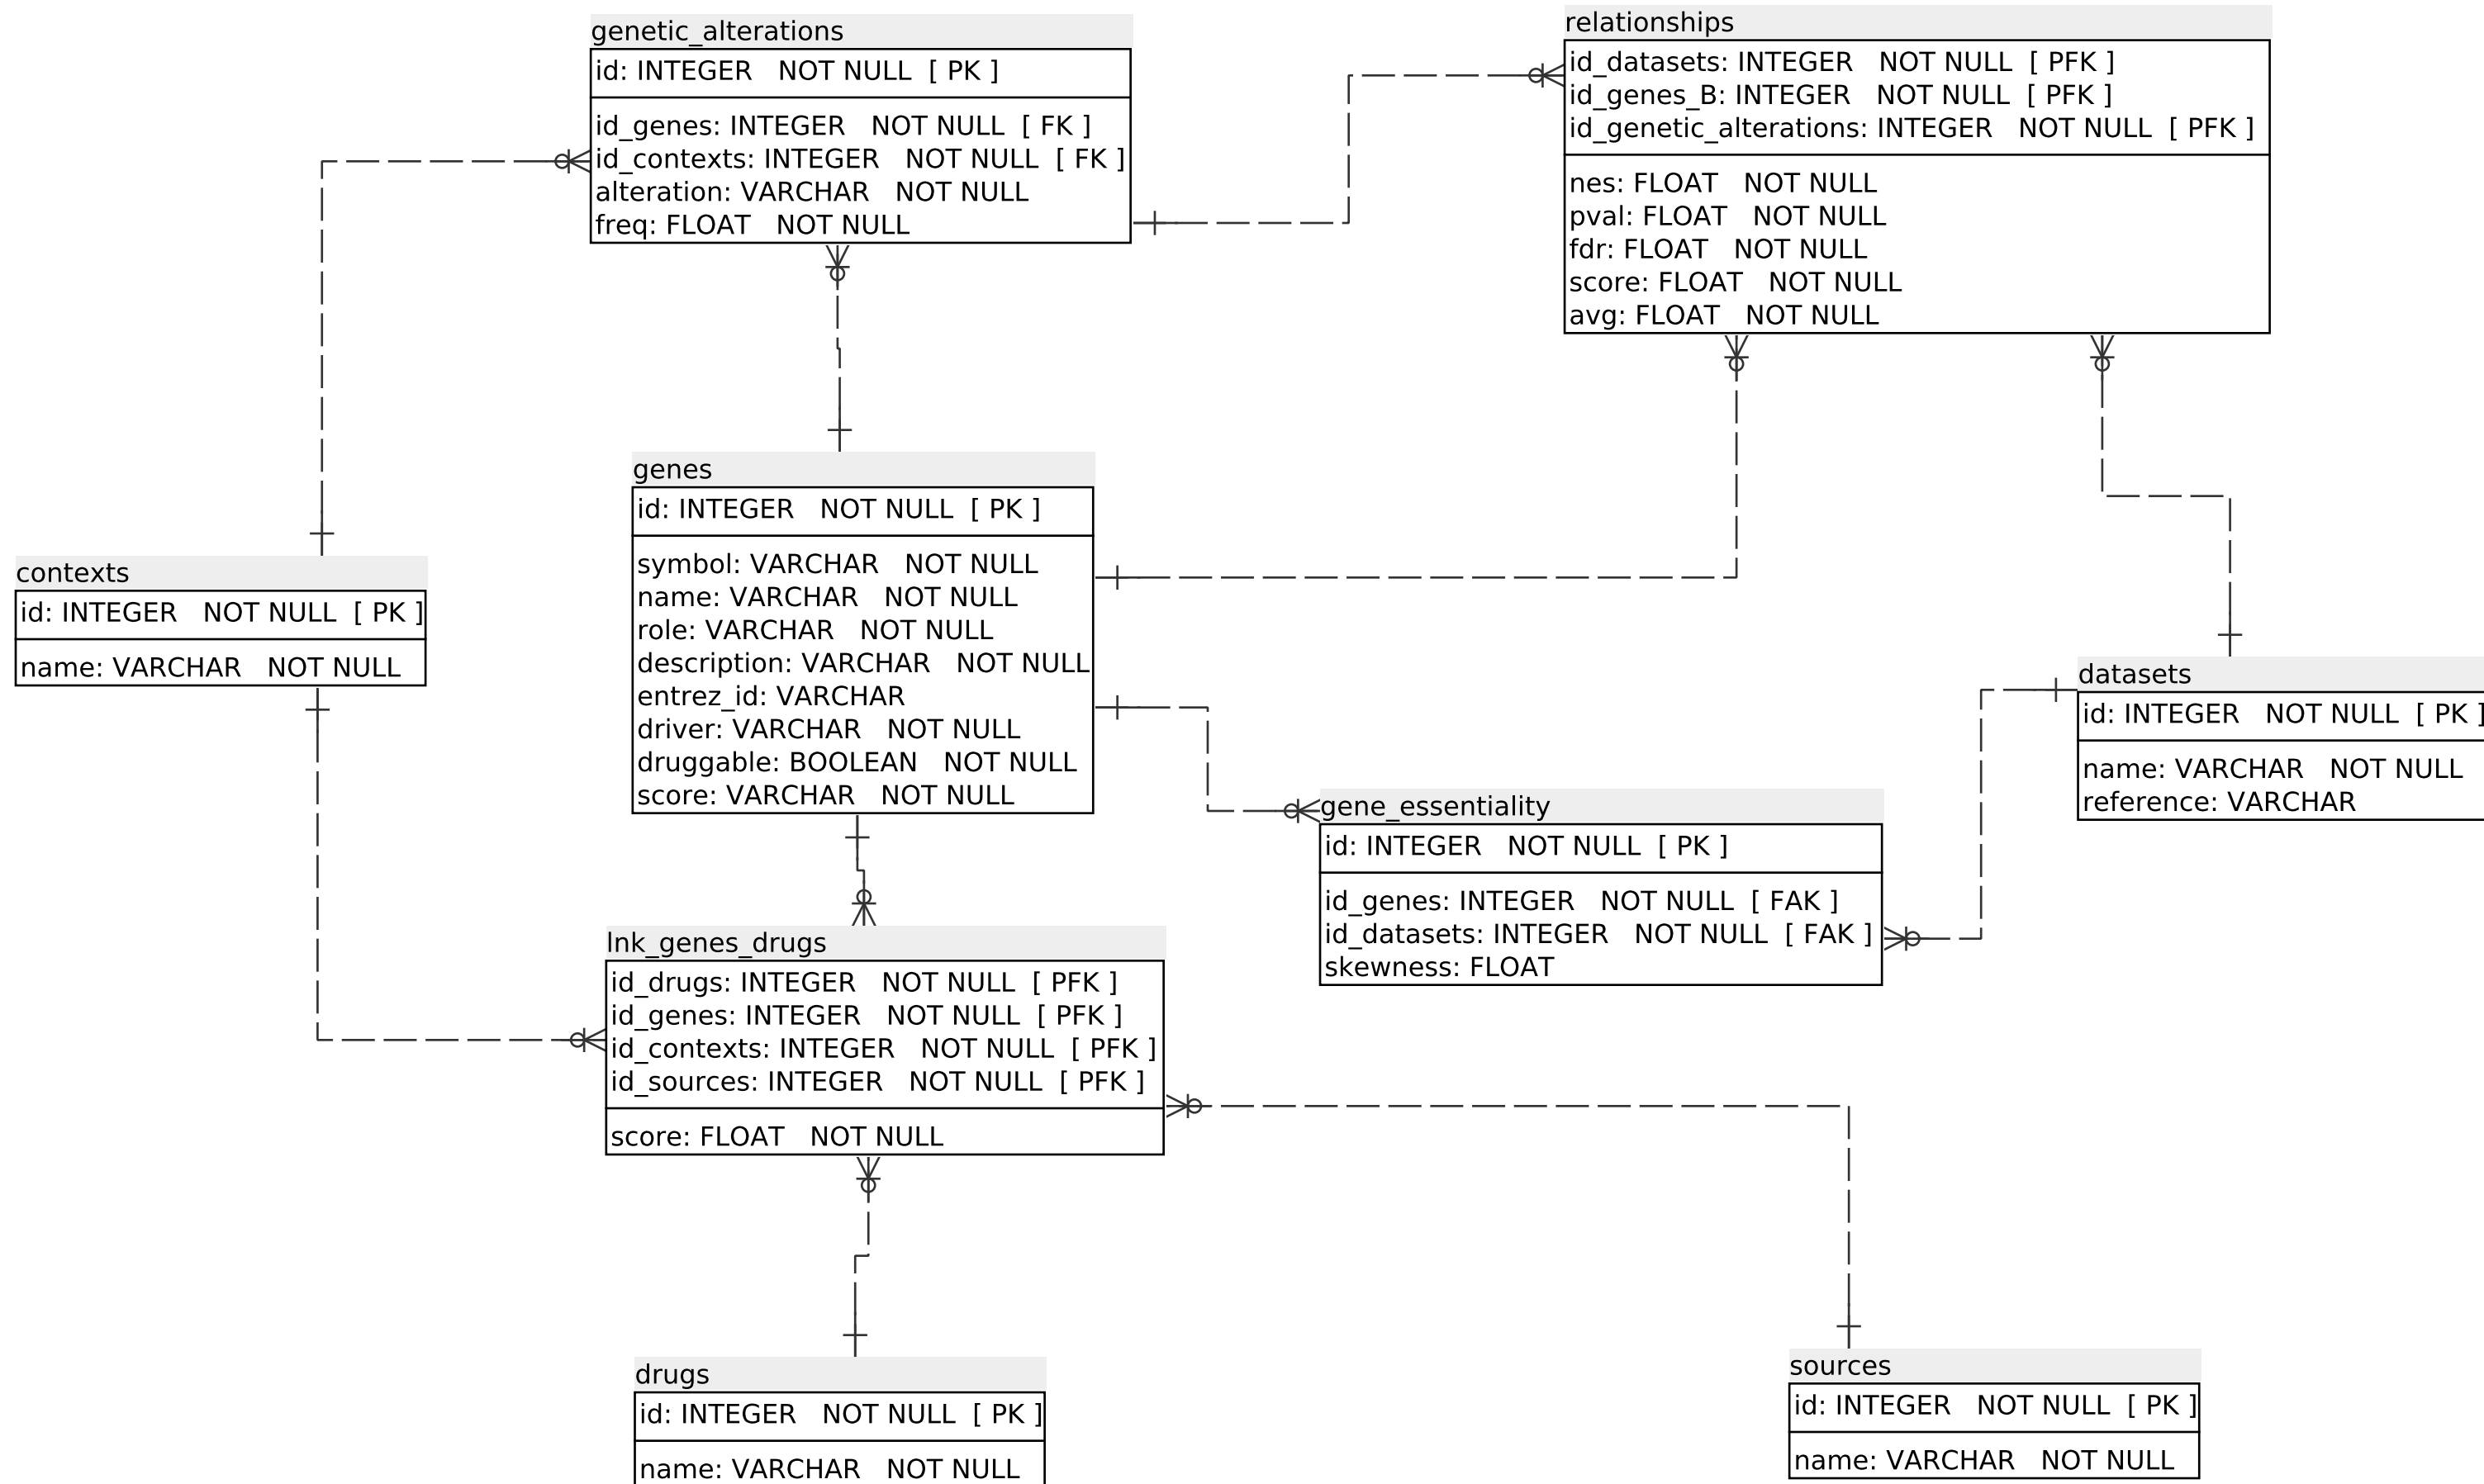 genetic_alterations
id: INTEGER NOT NULL [ PK ]
id_genes: INTEGER NOT NULL [ FK ]
id_contexts: INTEGER NOT NULL [ FK ]
alteration: VARCHAR NOT NULL
freq: FLOAT NOT NULL
relationships
id_datasets: INTEGER NOT NULL [ PFK ]
id_genes_B: INTEGER NOT NULL [ PFK ]
id_genetic_alterations: INTEGER NOT NULL [ PFK ]
nes: FLOAT NOT NULL
pval: FLOAT NOT NULL
fdr: FLOAT NOT NULL
score: FLOAT NOT NULL
avg: FLOAT NOT NULL
genes
id: INTEGER NOT NULL [ PK ]
symbol: VARCHAR NOT NULL
name: VARCHAR NOT NULL
role: VARCHAR NOT NULL
description: VARCHAR NOT NULL
entrez_id: VARCHAR
driver: VARCHAR NOT NULL
druggable: BOOLEAN NOT NULL
score: VARCHAR NOT NULL
contexts
id: INTEGER NOT NULL [ PK ]
name: VARCHAR NOT NULL
datasets
id: INTEGER NOT NULL [ PK ]
name: VARCHAR NOT NULL
reference: VARCHAR
gene_essentiality
id: INTEGER NOT NULL [ PK ]
id_genes: INTEGER NOT NULL [ FAK ]
id_datasets: INTEGER NOT NULL [ FAK ]
skewness: FLOAT
lnk_genes_drugs
id_drugs: INTEGER NOT NULL [ PFK ]
id_genes: INTEGER NOT NULL [ PFK ]
id_contexts: INTEGER NOT NULL [ PFK ]
id_sources: INTEGER NOT NULL [ PFK ]
score: FLOAT NOT NULL
drugs
id: INTEGER NOT NULL [ PK ]
name: VARCHAR NOT NULL
sources
id: INTEGER NOT NULL [ PK ]
name: VARCHAR NOT NULL